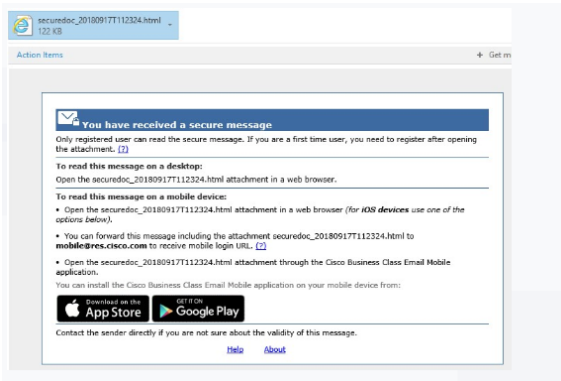 securedoc_20180917T112324.html
122 KB
Action Items
+ Get m
You have received a secure message
Only registered user can read the secure message. If you are a first time user, you need to register after opening
the attachment. (?)
To read this message on a desktop:
Open the securedoc_20180917T112324.html attachment in a web browser.
To read this message on a mobile device:
• Open the securedoc_20180917T112324.html attachment in a web browser (for iOS devices use one of the
options below).
• You can forward this message including the attachment securedoc_20180917T112324.html to
mobile@res.cisco.com to receive mobile login URL. (?)
• Open the securedoc_20180917T112324.html attachment through the Cisco Business Class Email Mobile
application.
You can install the Cisco Business Class Email Mobile application on your mobile device from:
Download on the
App Store
GET IT ON
Google Play
Contact the sender directly if you are not sure about the validity of this message.
Help About